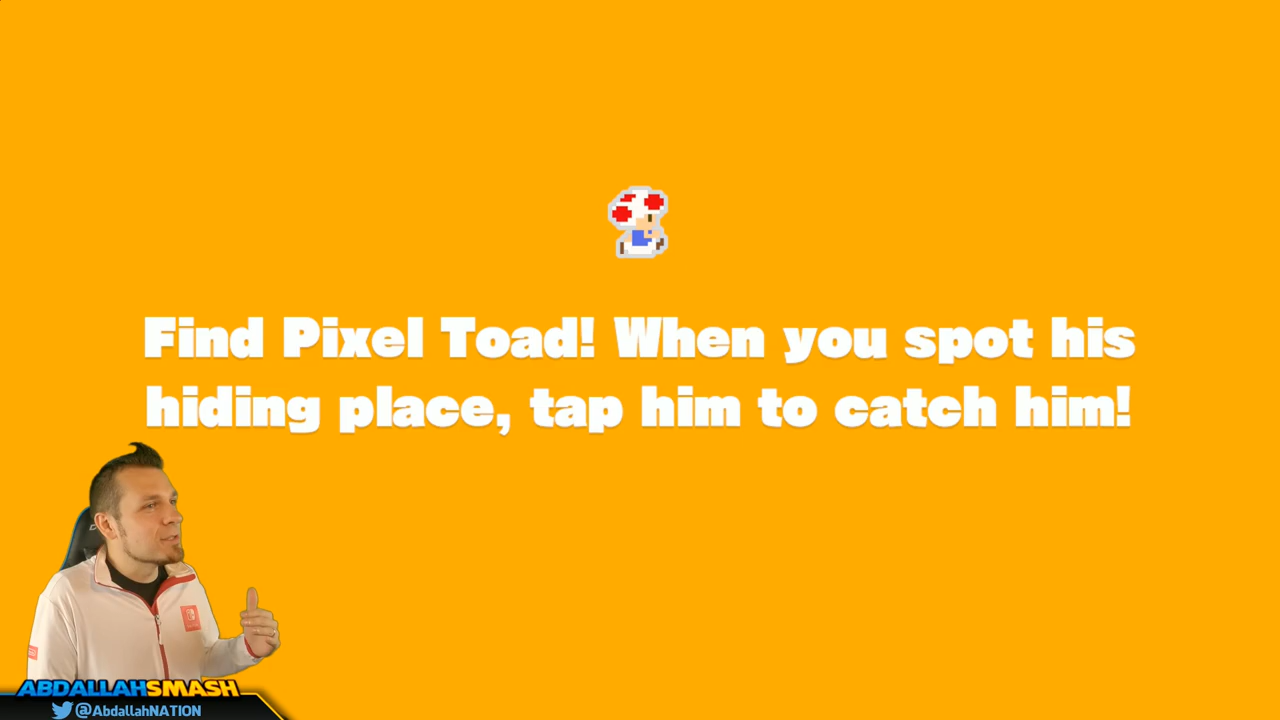 Find Pixel Toad! When you spot his
hiding place, tap him to catch him!
ABDALLAHSMASH
@AbdallahNATION